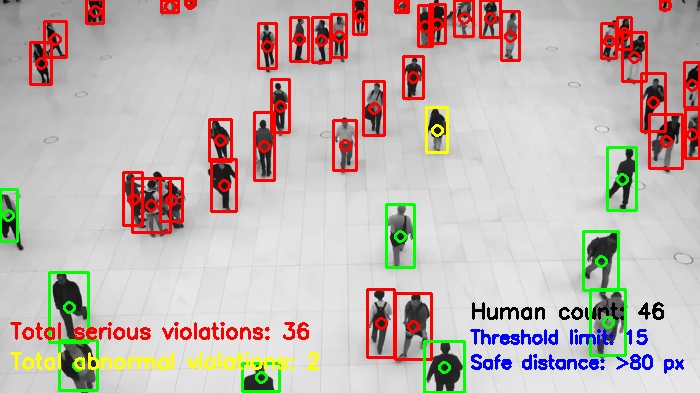 Human count: 46
Total serious violations: 36
Threshold limit: 15
Total abnormal violations: 2
Safe distance: >80 px